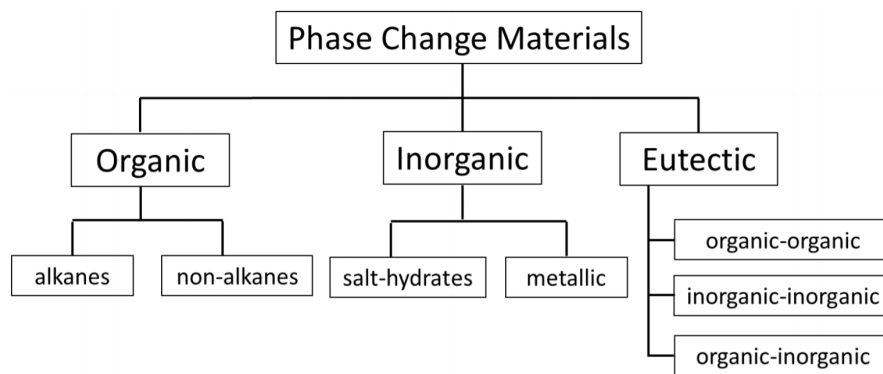 Phase Change Materials
Organic
Inorganic
Eutectic
alkanes
non-alkanes
salt-hydrates
metallic
organic-organic
inorganic-inorganic
organic-inorganic